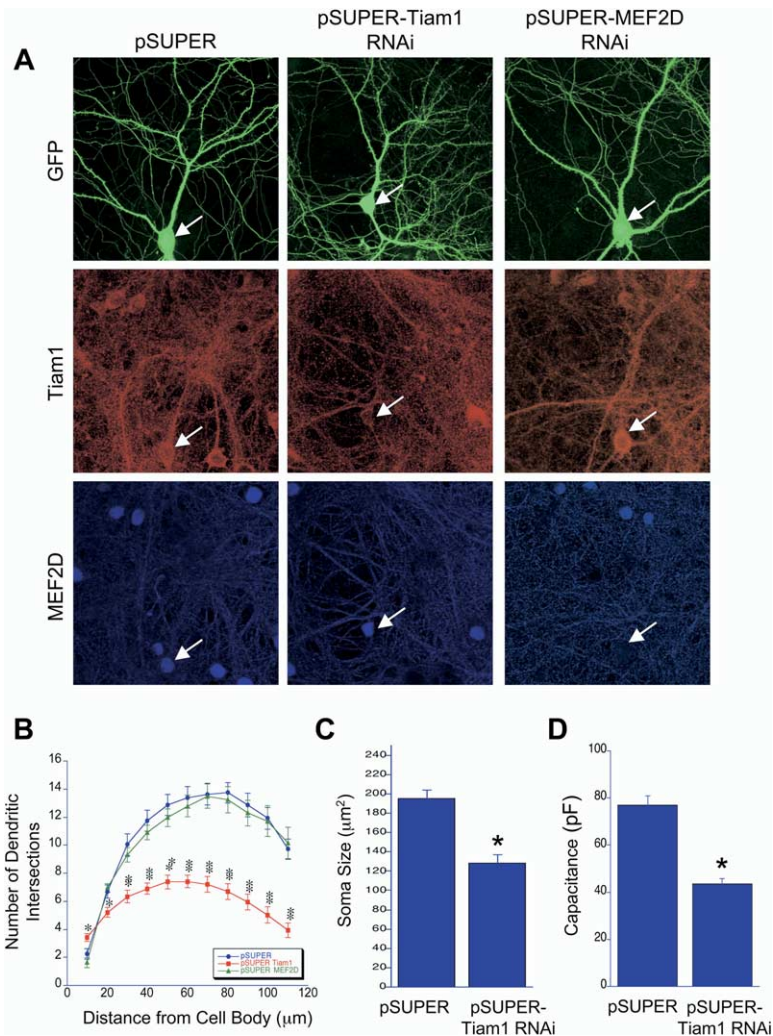 pSUPER
pSUPER-Tiam1
RNAi
pSUPER-MEF2D
RNAi
A
GFP
Tiam1
MEF2D
B
Number of Dendritic
Intersections
16
14
12
10
8
6
4
2
0
* * * * * * * * * * *
pSUPER
pSUPER Tiam1
pSUPER MEF2D
0 20 40 60 80 100 120
Distance from Cell Body (μm)
C
Soma Size (μm²)
240
220
200
180
160
140
120
100
80
60
40
20
0
*
pSUPER
pSUPER-
Tiam1 RNAi
D
Capacitance (pF)
100
80
60
40
20
0
*
pSUPER
pSUPER-
Tiam1 RNAi